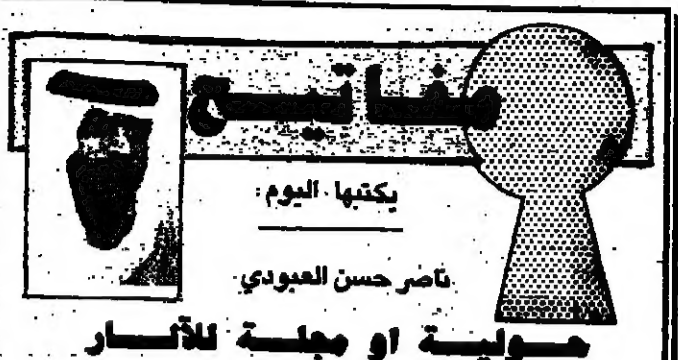 مفاتيح
يكتبها اليوم:
ناصر حسن العبودي
حولية او مجلة للآثار